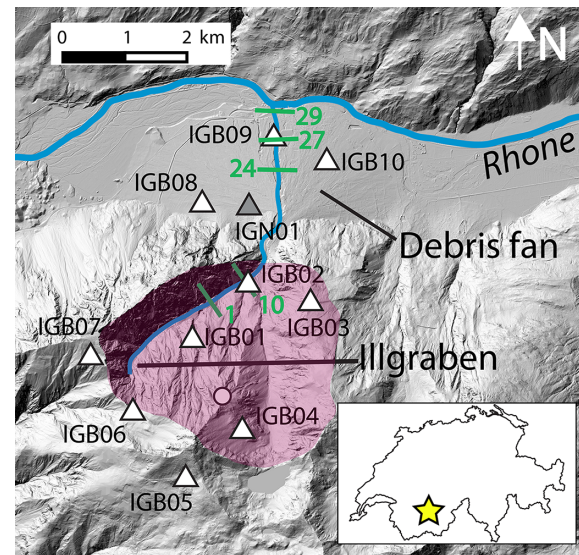 0 1 2 km
N
29
IGB09
27
IGB10
Rhone
24
IGB08
IGN01
Debris fan
IGB02
10
1
IGB03
IGB07
IGB01
Illgraben
IGB06
IGB04
IGB05